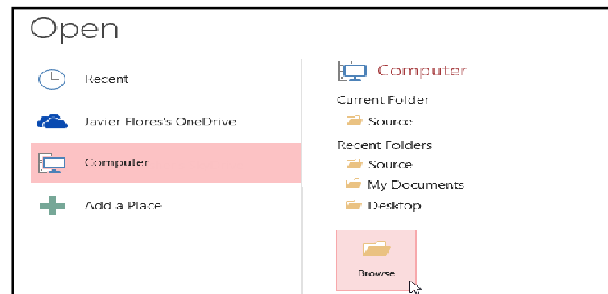 Open
Recent
Javier Flores's OneDrive
Computer
Add a Place
Computer
Current Folder
Source
Recent Folders
Source
My Documents
Desktop
Browse